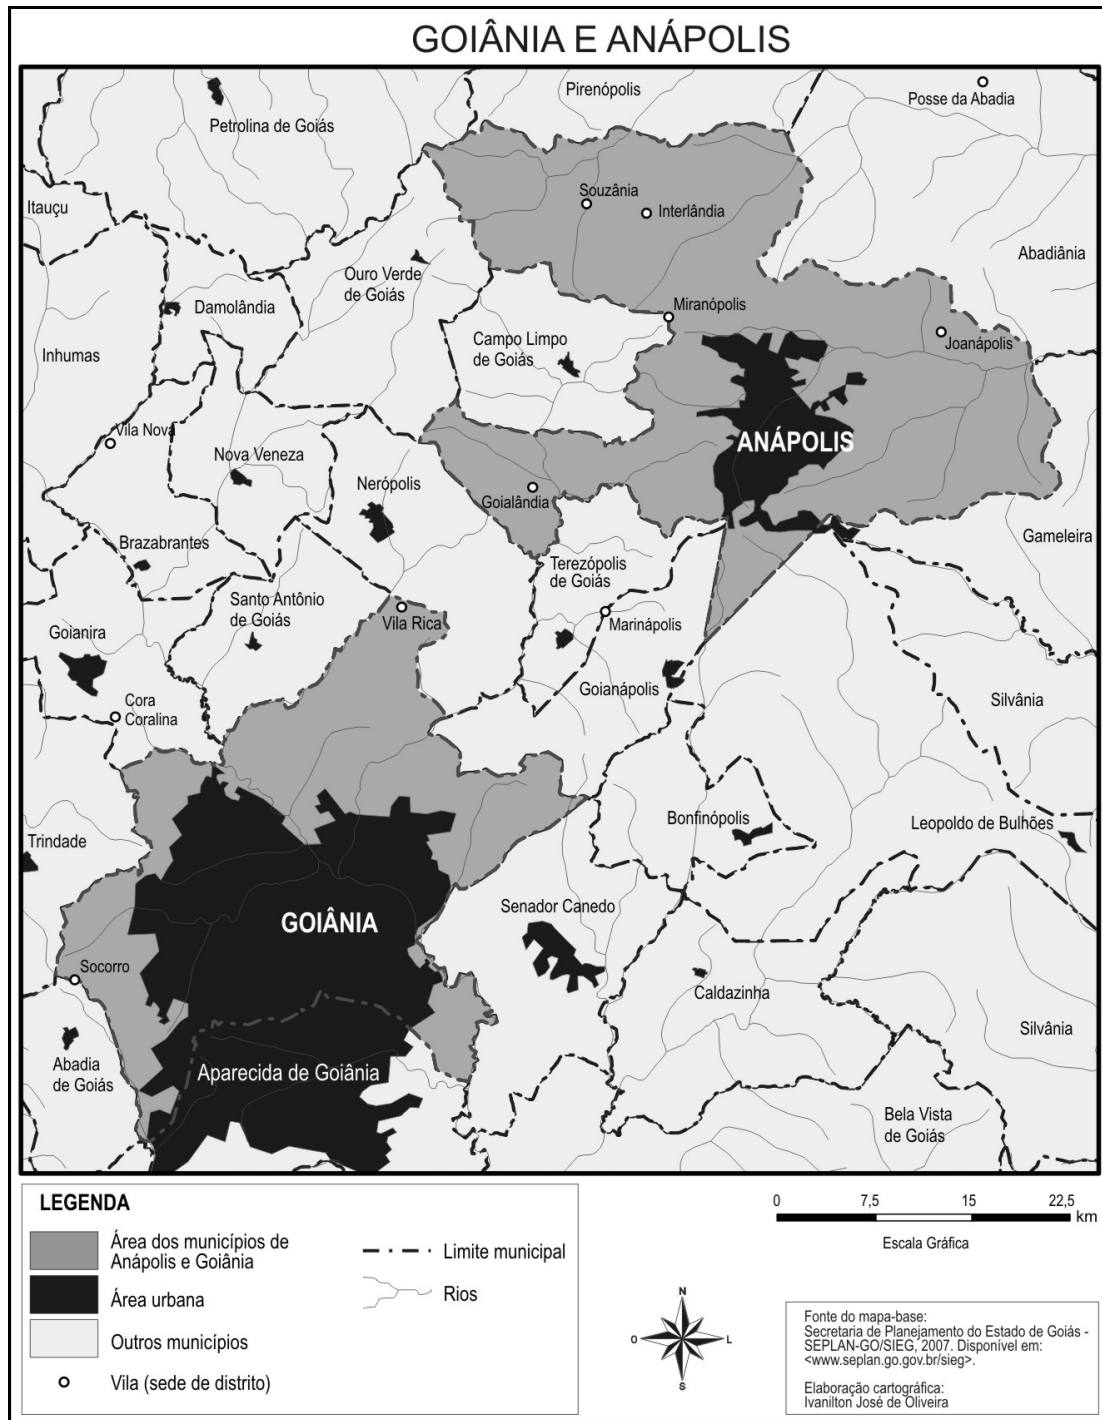 GOIÂNIA E ANÁPOLIS
Pirenópolis
Posse da Abadia
Petrolina de Goiás
Souzânia
Interlândia
Itauçu
Abadiânia
Ouro Verde
de Goiás
Damolândia
Miranópolis
Joanápolis
Campo Limpo
de Goiás
Inhumas
Vila Nova
ANÁPOLIS
Nova Veneza
Nerópolis
Goialândia
Brazabrantes
Gameleira
Terezópolis
de Goiás
Santo Antônio
de Goiás
Vila Rica
Marinápolis
Goianira
Goianápolis
Silvânia
Cora
Coralina
Bonfinópolis
Leopoldo de Bulhões
Trindade
Senador Canedo
GOIÂNIA
Socorro
Caldazinha
Silvânia
Abadia
de Goiás
Aparecida de Goiânia
Bela Vista
de Goiás
LEGENDA
Área dos municípios de
Anápolis e Goiânia
Área urbana
Outros municípios
Vila (sede de distrito)
Limite municipal
Rios
0 7,5 15 22,5
km
Escala Gráfica
N
O L
S
Fonte do mapa-base:
Secretaria de Planejamento do Estado de Goiás -
SEPLAN-GO/SIEG, 2007. Disponível em:
<www.seplan.go.gov.br/sieg>.
Elaboração cartográfica:
Ivanilton José de Oliveira